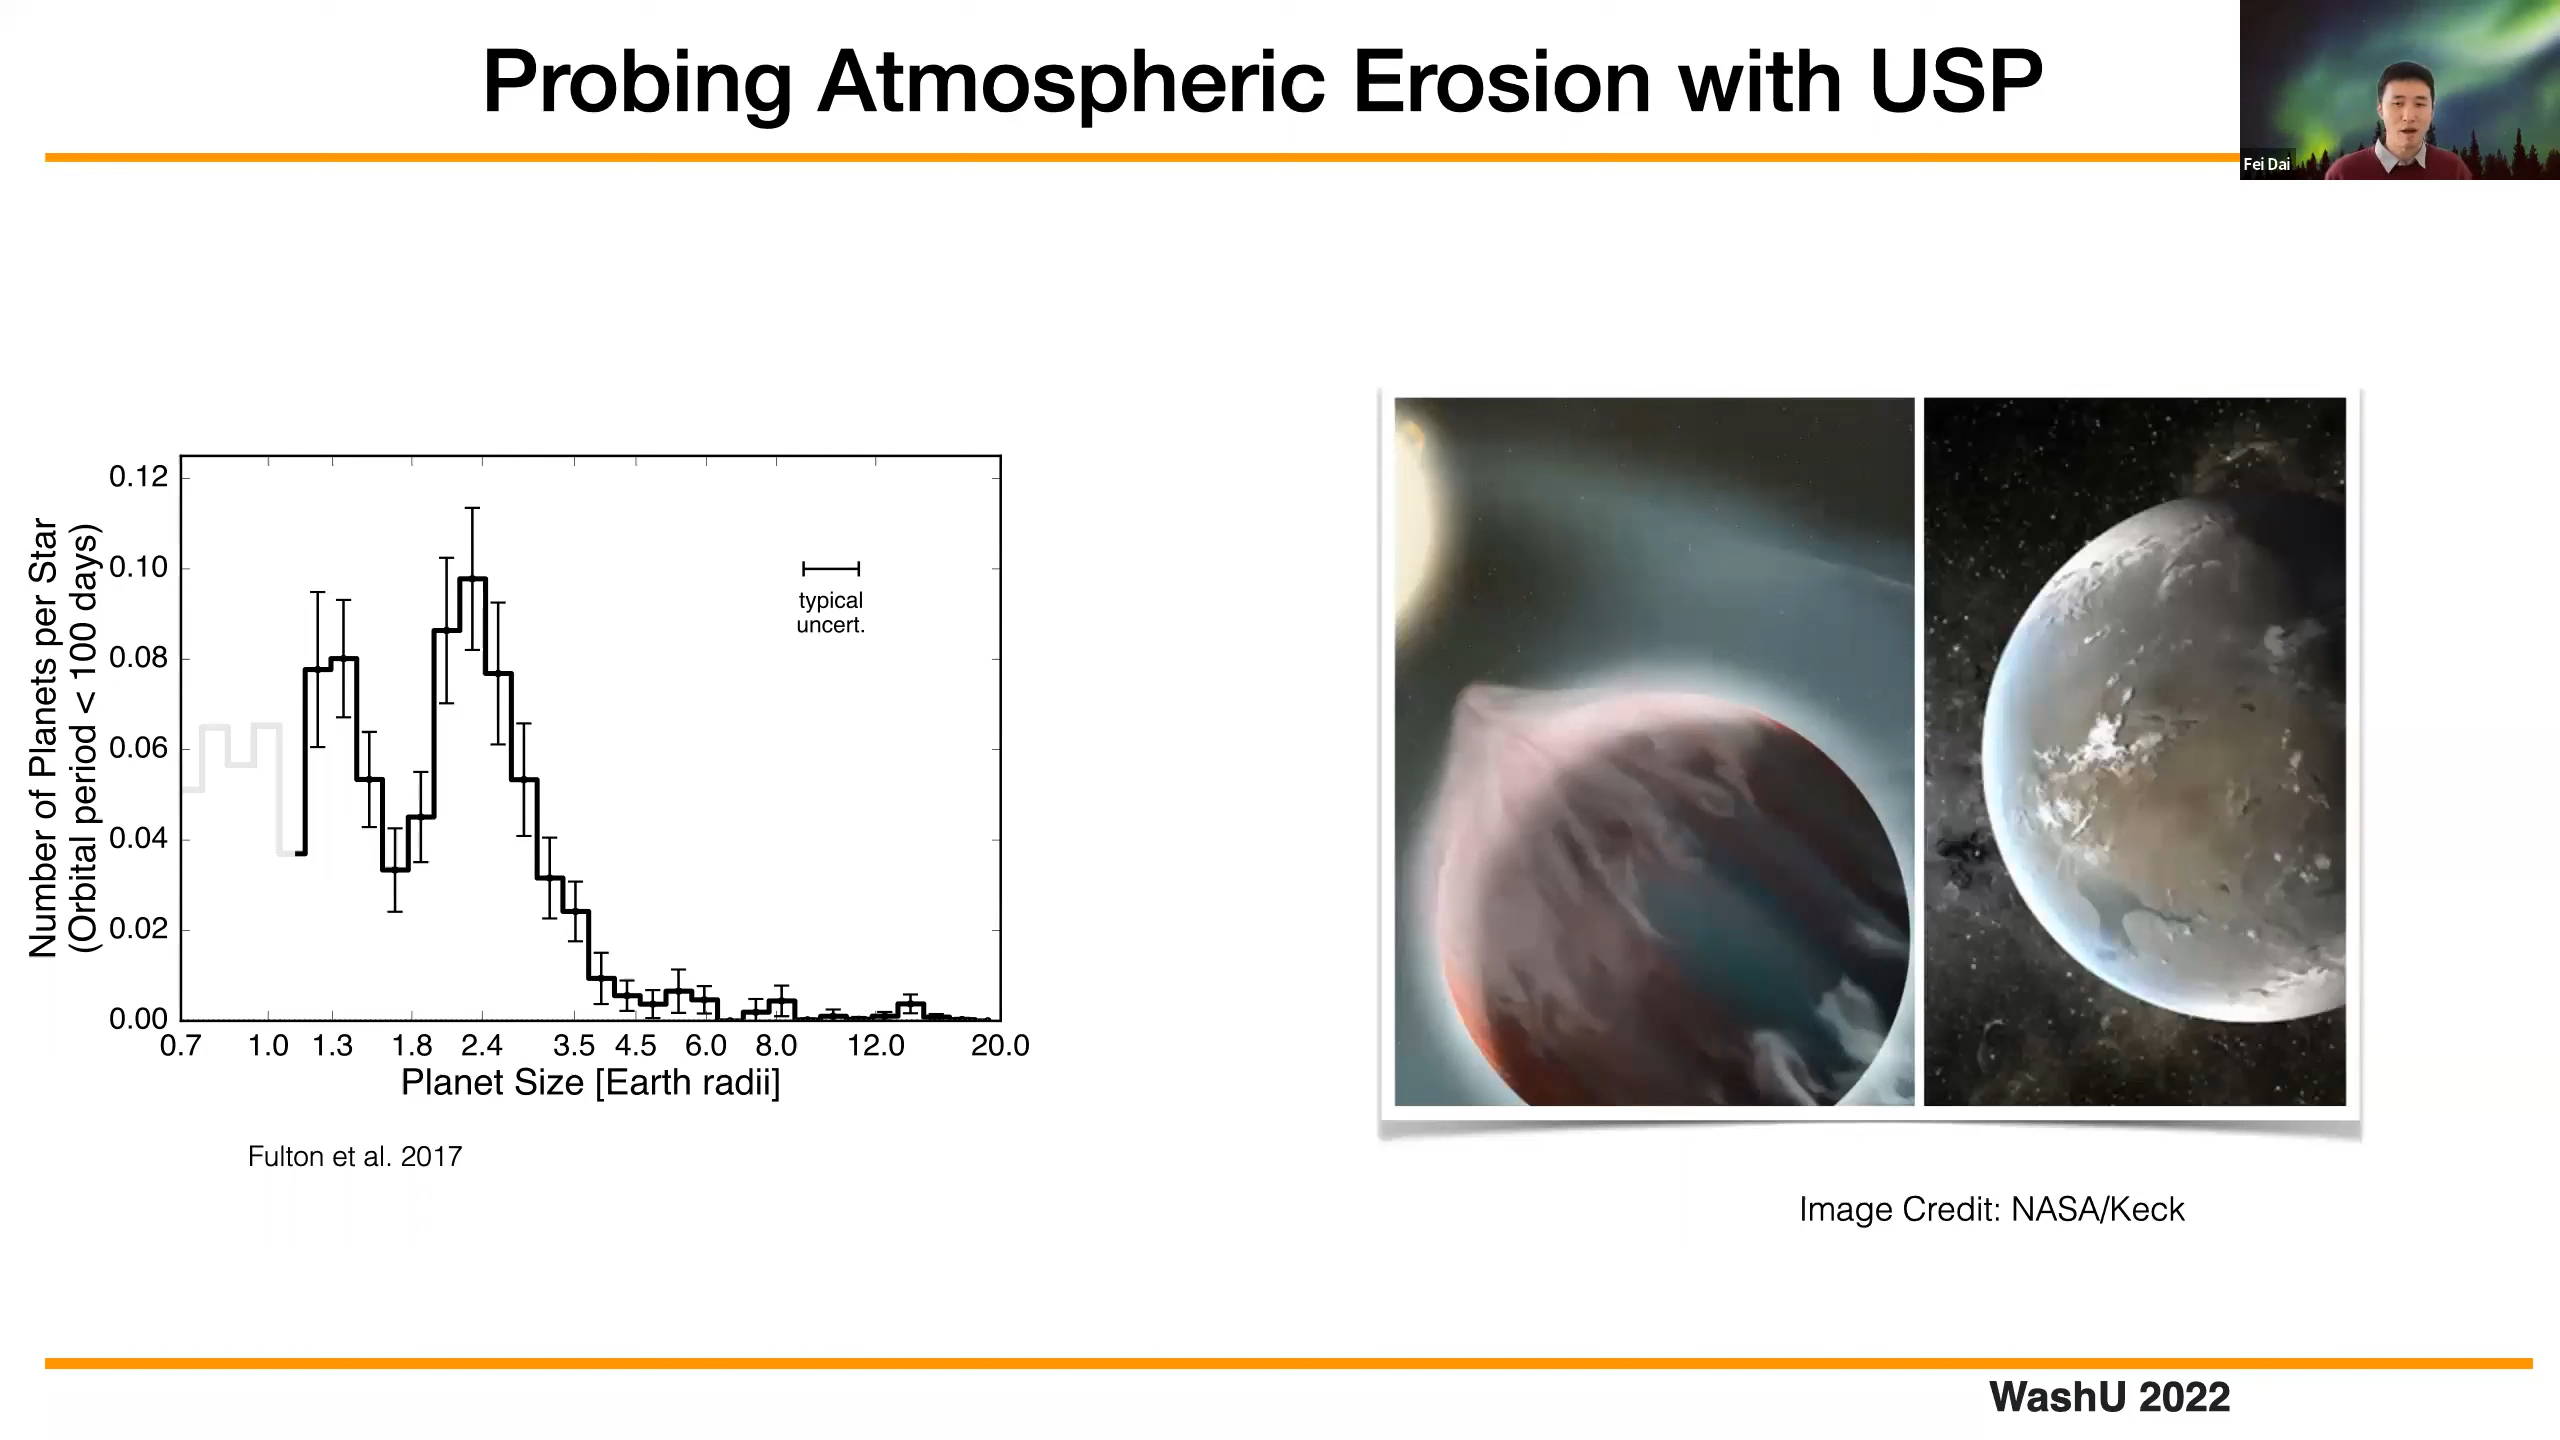 Probing Atmospheric Erosion with USP
Fei Dai
Number of Planets per Star
(Orbital period < 100 days)
0.12
0.10
0.08
0.06
0.04
0.02
0.00
typical
uncert.
0.7 1.0 1.3 1.8 2.4 3.5 4.5 6.0 8.0 12.0 20.0
Planet Size [Earth radii]
Fulton et al. 2017
Image Credit: NASA/Keck
WashU 2022